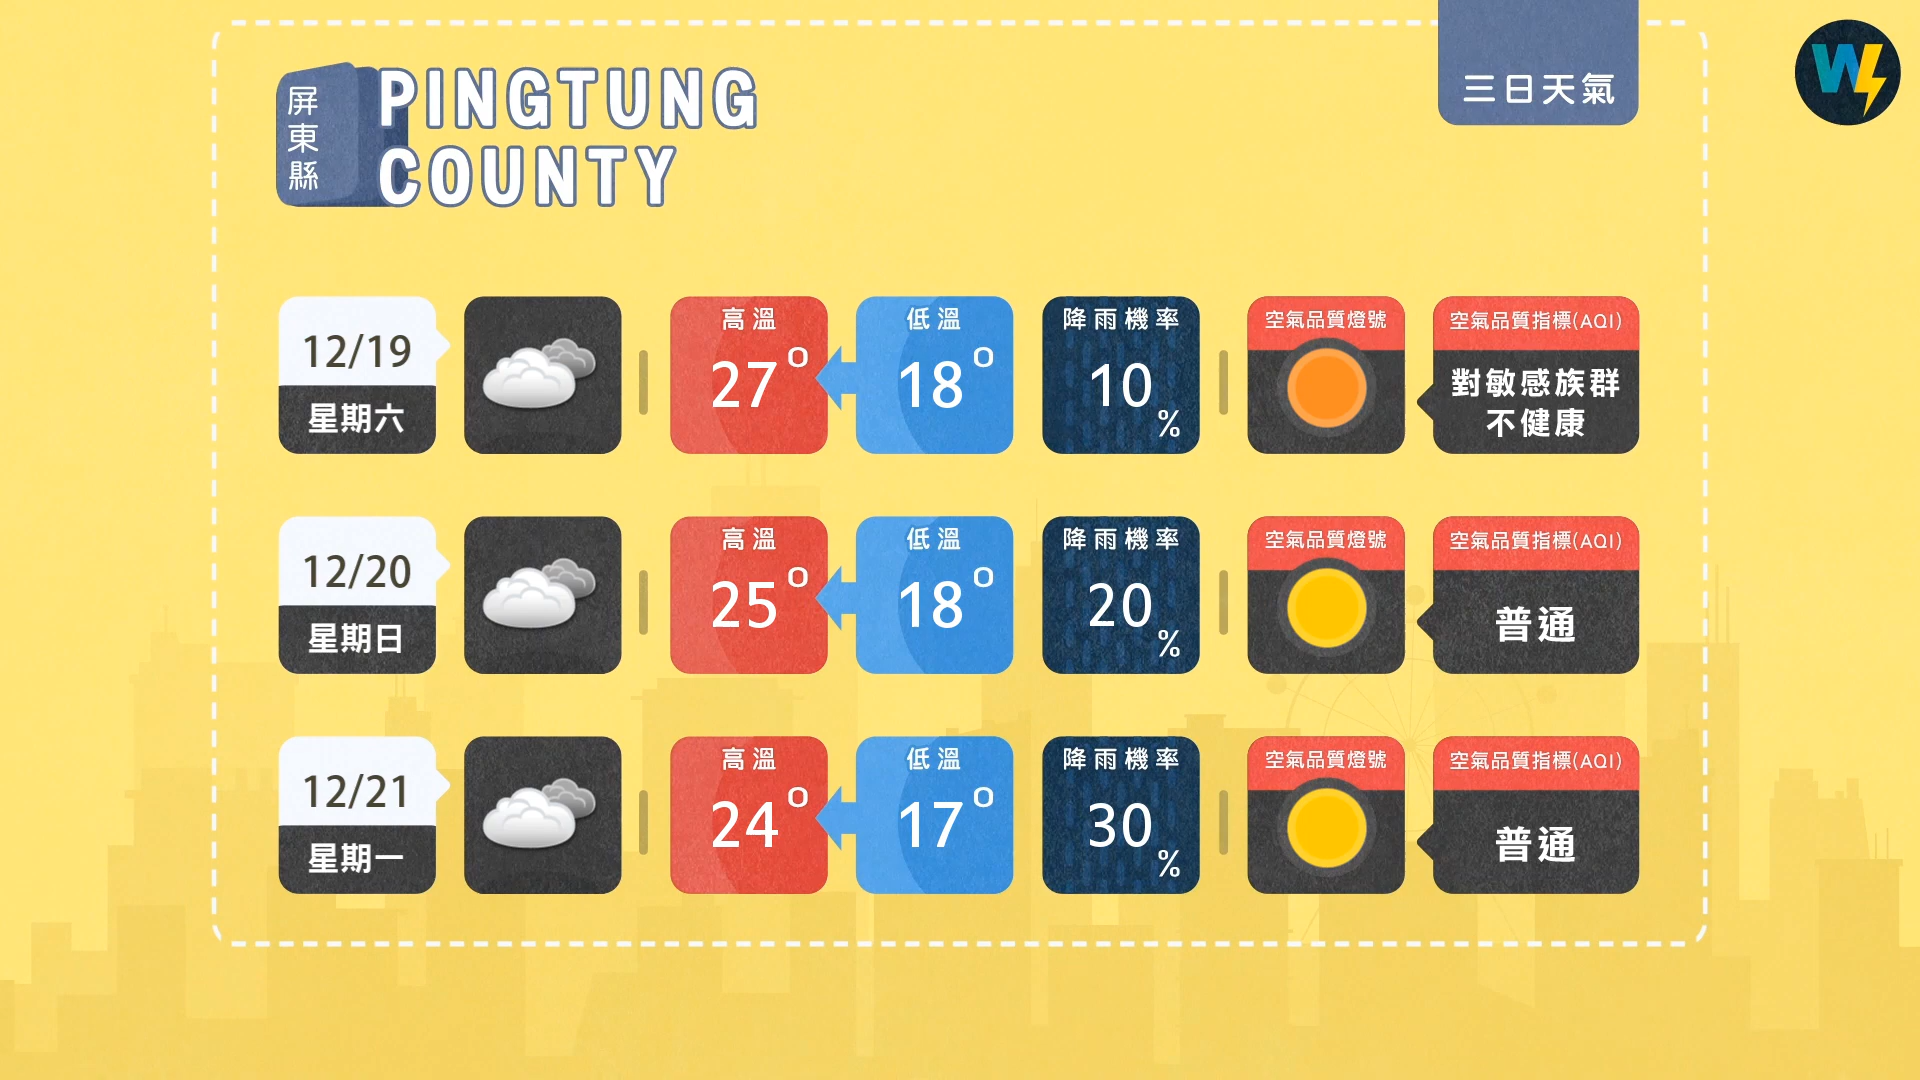 屏東縣
PINGTUNG
COUNTY
三日天氣
W
12/19
星期六
高溫
27°
低溫
18°
降雨機率
10%
空氣品質燈號
空氣品質指標(AQI)
對敏感族群
不健康
12/20
星期日
高溫
25°
低溫
18°
降雨機率
20%
空氣品質燈號
空氣品質指標(AQI)
普通
12/21
星期一
高溫
24°
低溫
17°
降雨機率
30%
空氣品質燈號
空氣品質指標(AQI)
普通